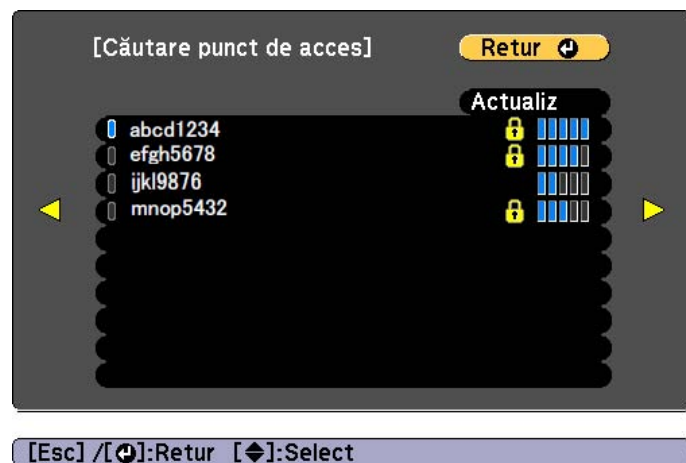 [Căutare punct de acces] Retur
Actualiz
abcd1234
efgh5678
ijkl9876
mnop5432
[Esc] /[]:Retur []:Select